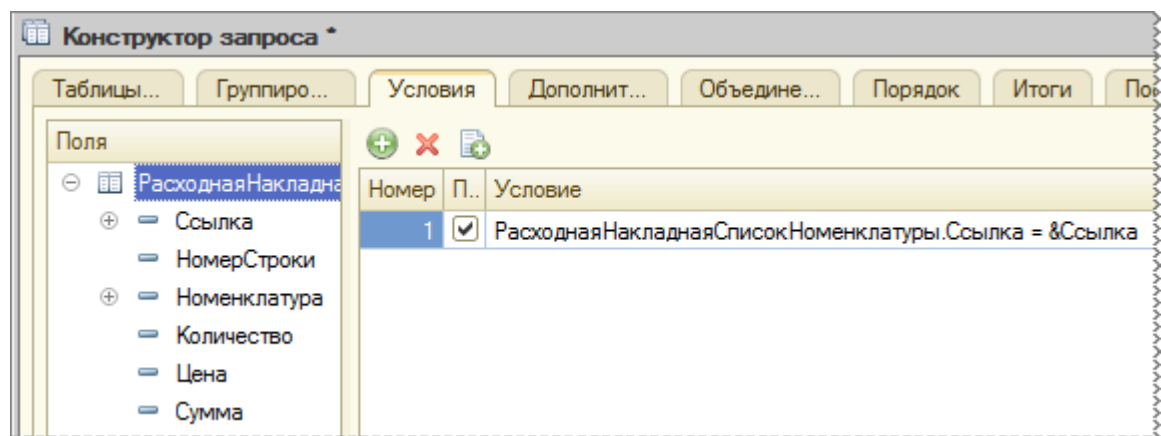 Конструктор запроса *
Таблицы... Группиро... Условия Дополнит... Объедине... Порядок Итоги По
Поля
РасходнаяНакладна
Ссылка
НомерСтроки
Номенклатура
Количество
Цена
Сумма
Номер П.. Условие
1 РасходнаяНакладнаяСписокНоменклатуры.Ссылка = &Ссылка